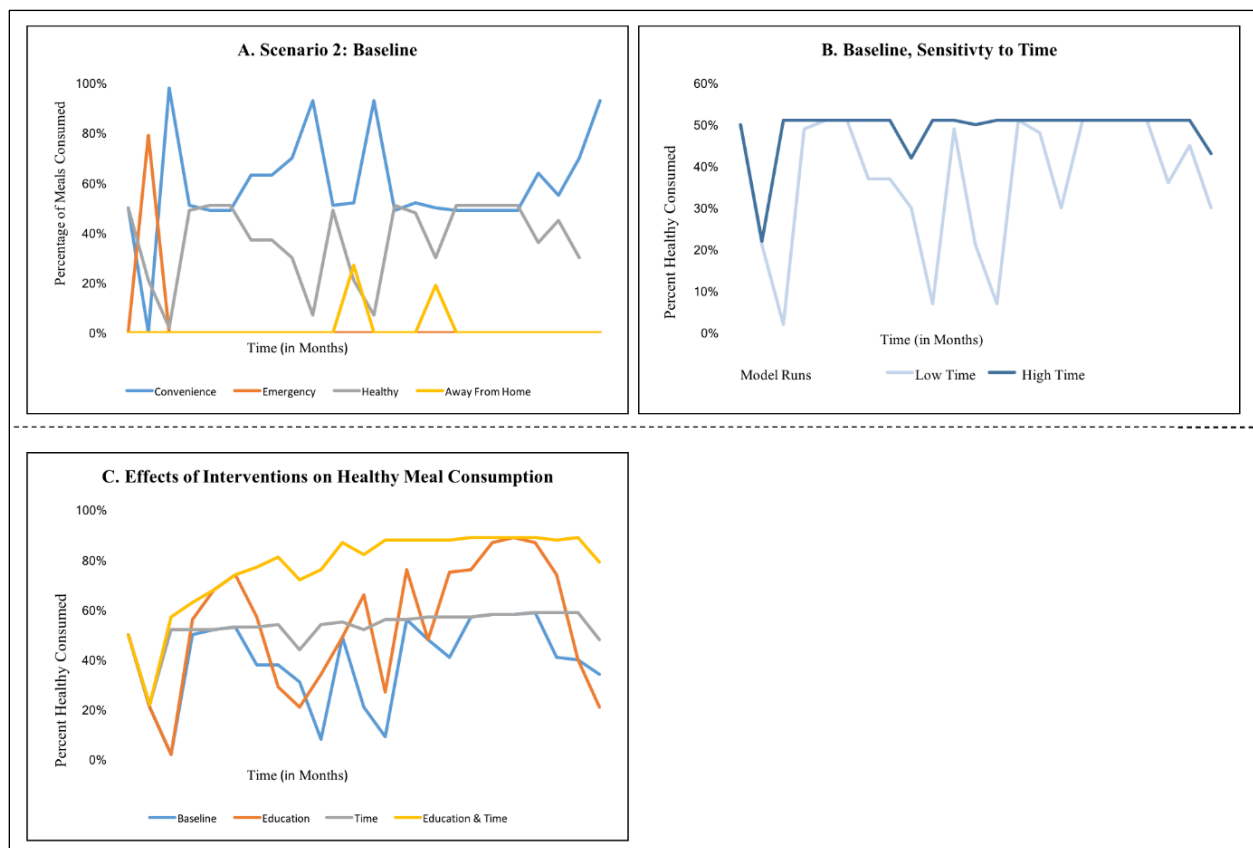 A. Scenario 2: Baseline
Percentage of Meals Consumed
100%
80%
60%
40%
20%
0%
Time (in Months)
Convenience Emergency Healthy Away From Home
B. Baseline, Sensitivty to Time
Percent Healthy Consumed
60%
50%
40%
30%
20%
10%
0%
Time (in Months)
Model Runs Low Time High Time
C. Effects of Interventions on Healthy Meal Consumption
Percent Healthy Consumed
100%
80%
60%
40%
20%
0%
Time (in Months)
Baseline Education Time Education & Time